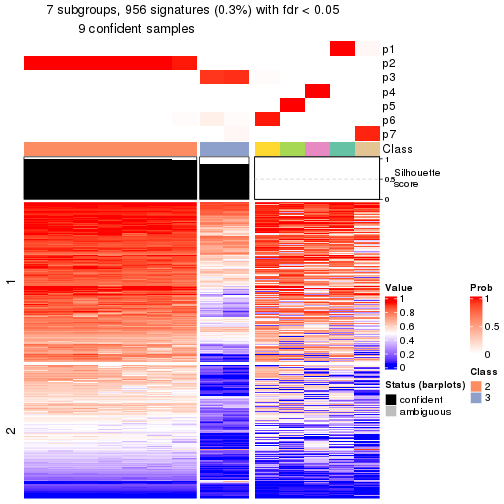 7 subgroups, 956 signatures (0.3%) with fdr < 0.05
9 confident samples
p1
p2
p3
p4
p5
p6
p7
Class
1
0.5
0
Silhouette
score
1
2
Value
1
0.8
0.6
0.4
0.2
0
Prob
1
0.5
0
Status (barplots)
confident
ambiguous
Class
2
3